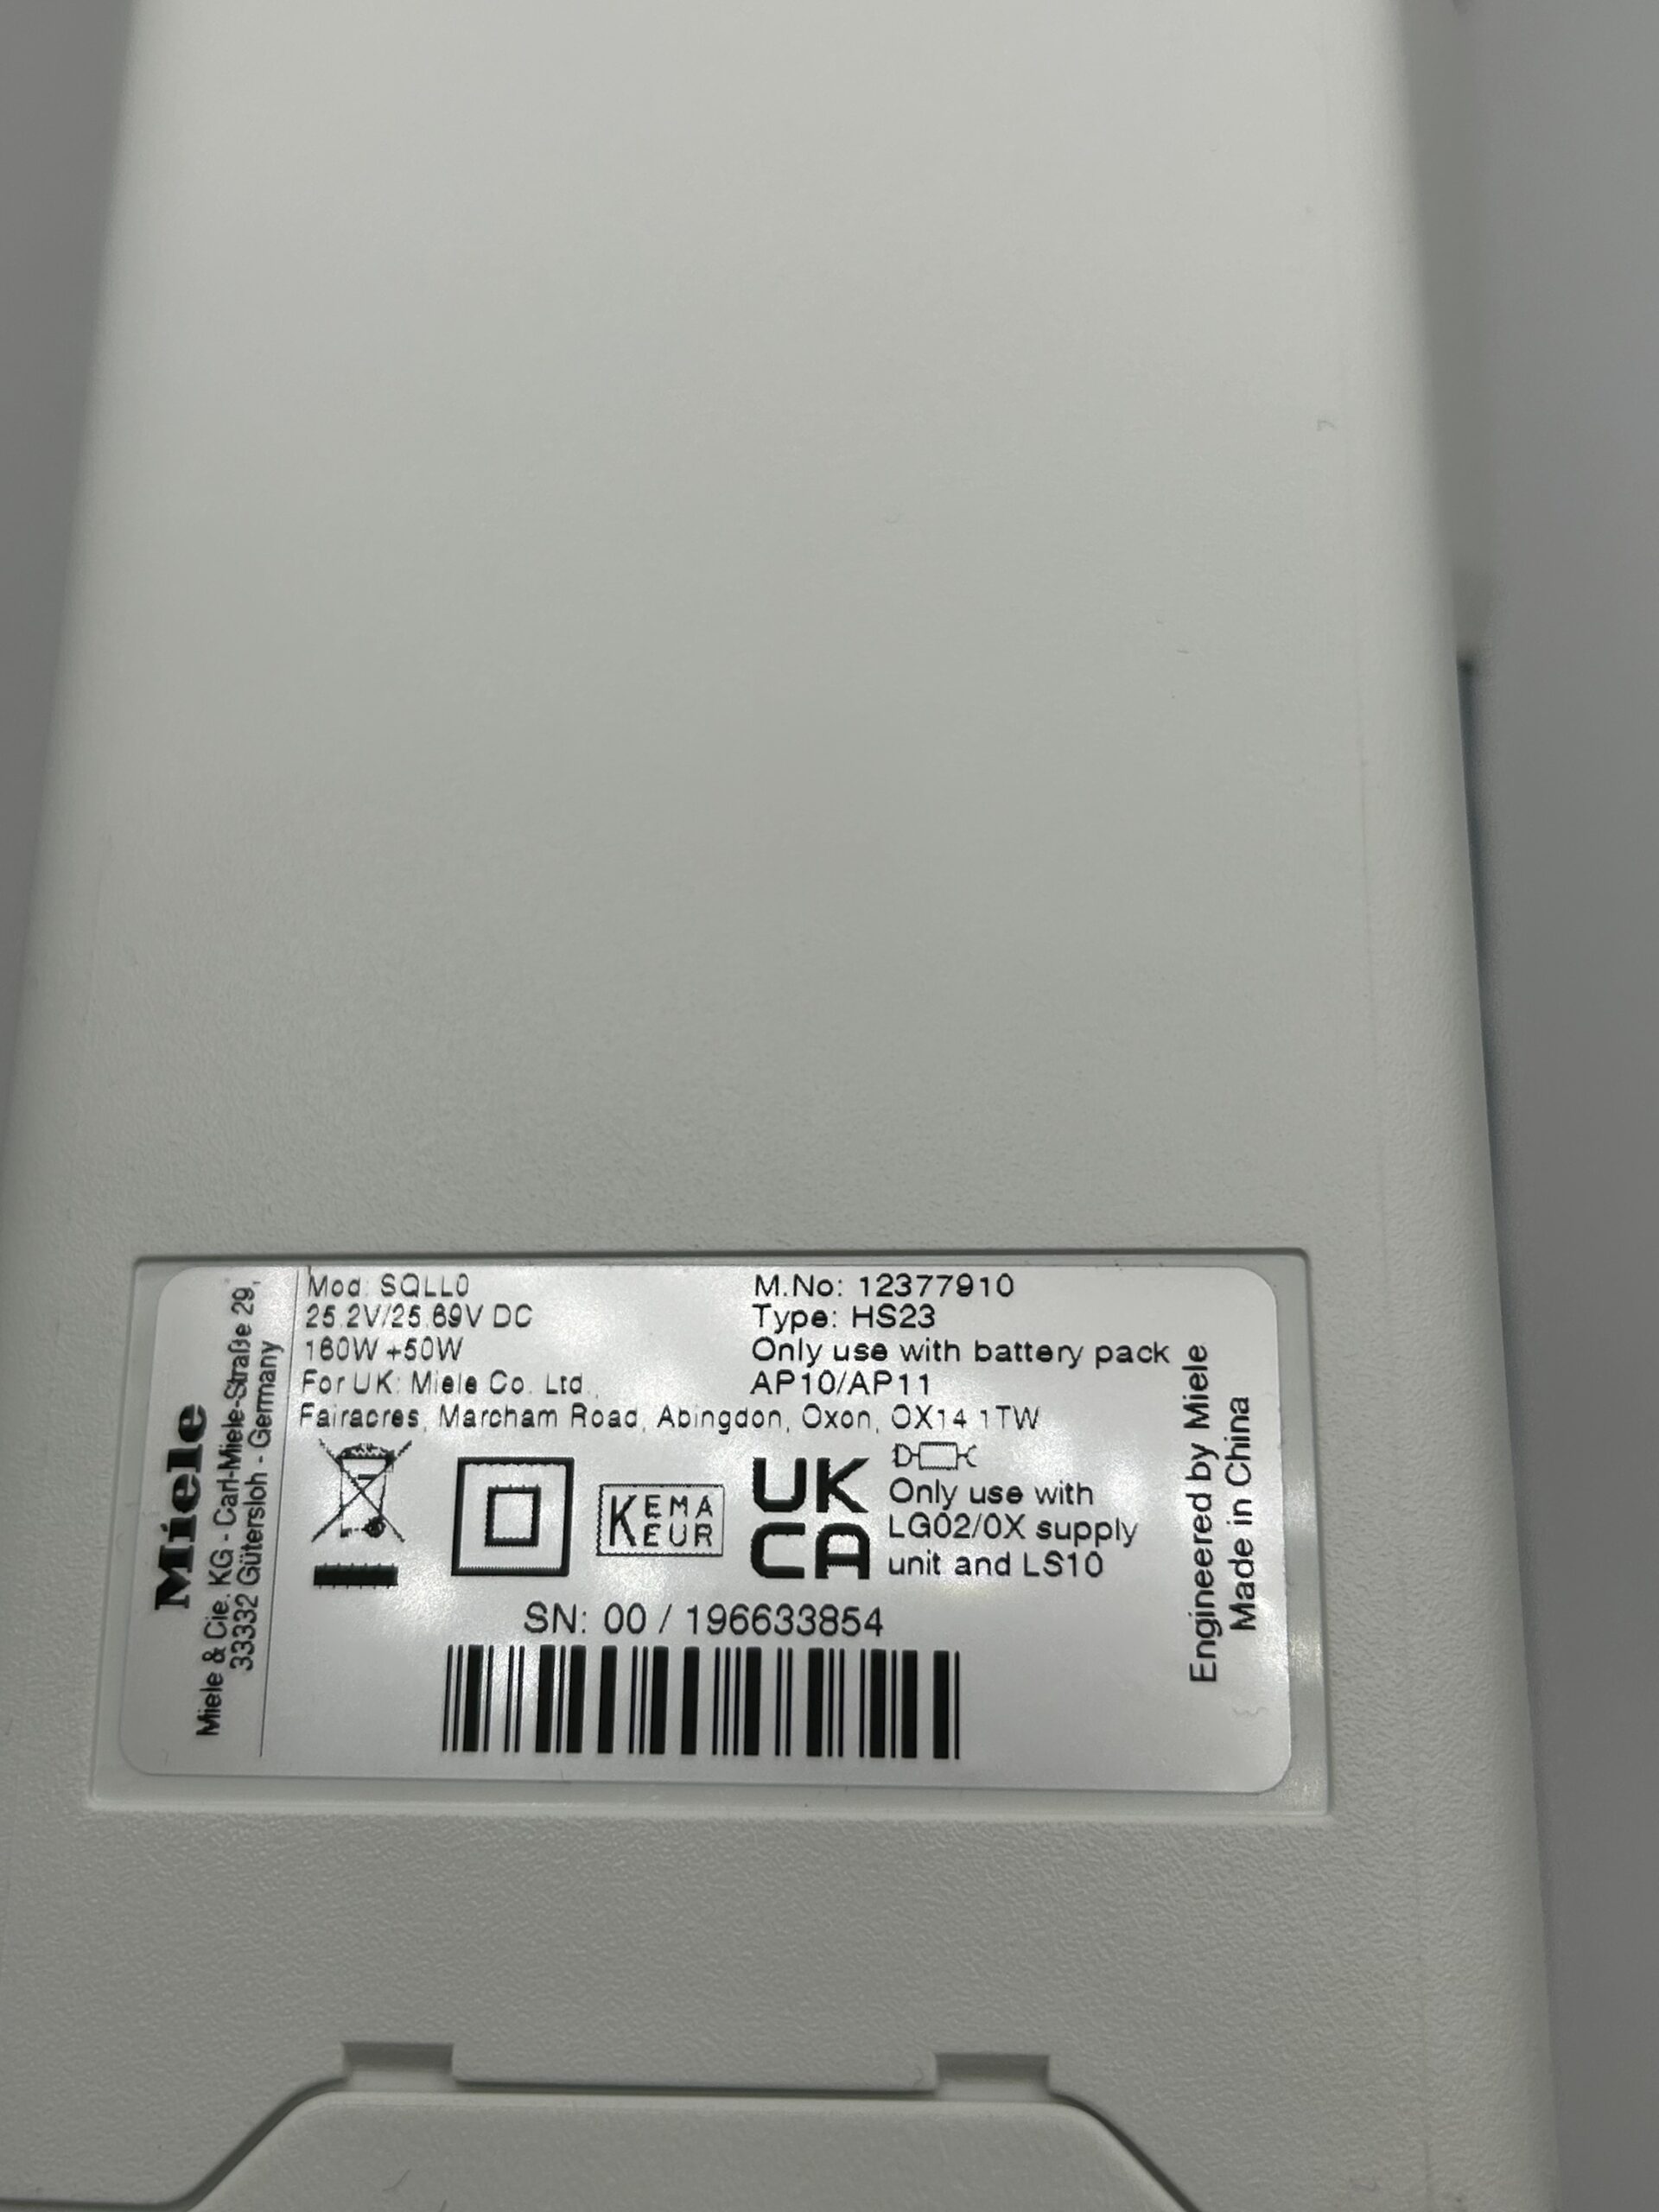 Miele
Miele & Cie. KG - Carl-Miele-Straße 29,
33332 Gütersloh - Germany
Mod: SQLL0
25.2V/25.69V DC
160W+50W
For UK: Miele Co. Ltd.,
Fairacres, Marcham Road, Abingdon, Oxon, OX14 1TW
M.No: 12377910
Type: HS23
Only use with battery pack
AP10/AP11
KEMA
KEUR
UK
CA
Only use with
LG02/0X supply
unit and LS10
SN: 00 / 196633854
Engineered by Miele
Made in China